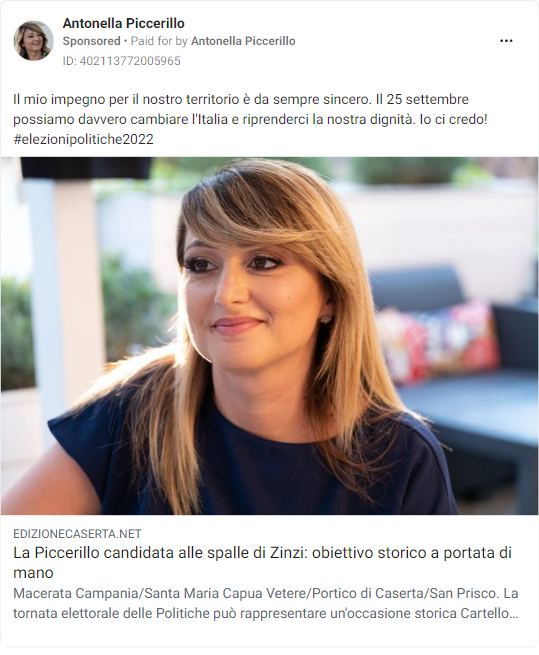 Antonella Piccerillo
Sponsored • Paid for by Antonella Piccerillo
ID: 402113772005965
Il mio impegno per il nostro territorio è da sempre sincero. Il 25 settembre
possiamo davvero cambiare l'Italia e riprenderci la nostra dignità. Io ci credo!
#elezionipolitiche2022
EDIZIONECASERTA.NET
La Piccerillo candidata alle spalle di Zinzi: obiettivo storico a portata di
mano
Macerata Campania/Santa Maria Capua Vetere/Portico di Caserta/San Prisco. La
tornata elettorale delle Politiche può rappresentare un'occasione storica Cartello...